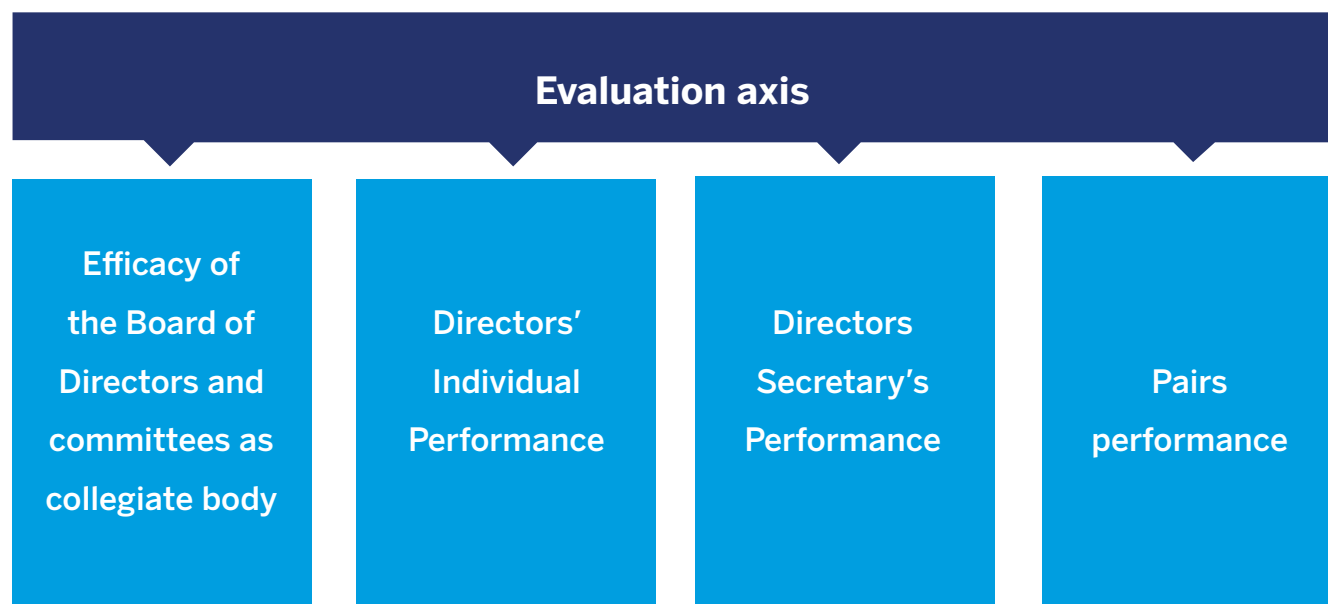 Evaluation axis
Efficacy of
the Board of
Directors and
committees as
collegiate body
Directors’
Individual
Performance
Directors
Secretary’s
Performance
Pairs
performance